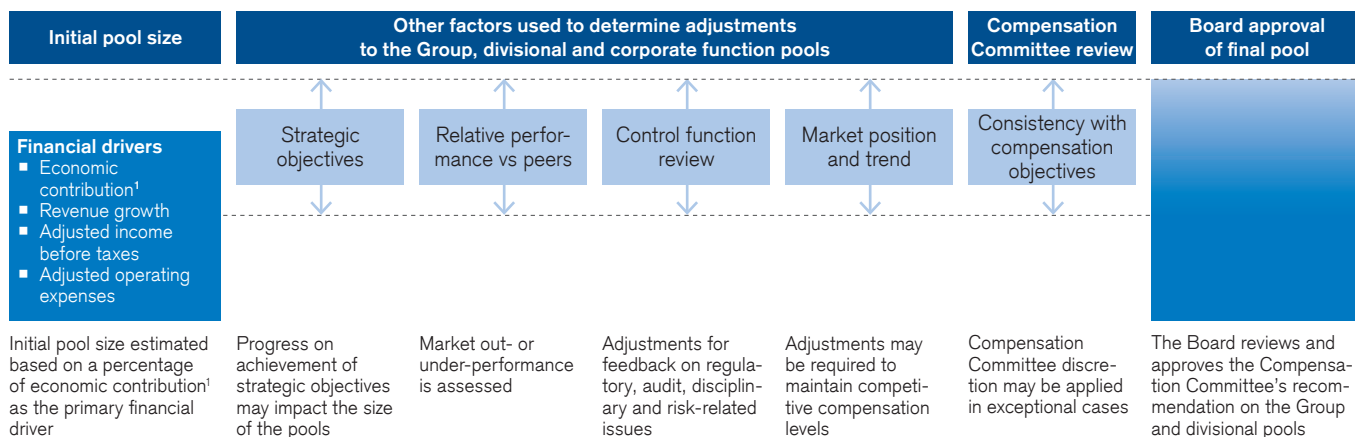 Initial pool size
Other factors used to determine adjustments
to the Group, divisional and corporate function pools
Compensation
Committee review
Board approval
of final pool
Financial drivers
■ Economic
contribution¹
■ Revenue growth
■ Adjusted income
before taxes
■ Adjusted operating
expenses
Strategic
objectives
Relative perfor-
mance vs peers
Control function
review
Market position
and trend
Consistency with
compensation
objectives
Initial pool size estimated
based on a percentage
of economic contribution¹
as the primary financial
driver
Progress on
achievement of
strategic objectives
may impact the size
of the pools
Market out- or
under-performance
is assessed
Adjustments for
feedback on regula-
tory, audit, disciplin-
ary and risk-related
issues
Adjustments may
be required to
maintain competi-
tive compensation
levels
Compensation
Committee discre-
tion may be applied
in exceptional cases
The Board reviews and
approves the Compensa-
tion Committee's recom-
mendation on the Group
and divisional pools